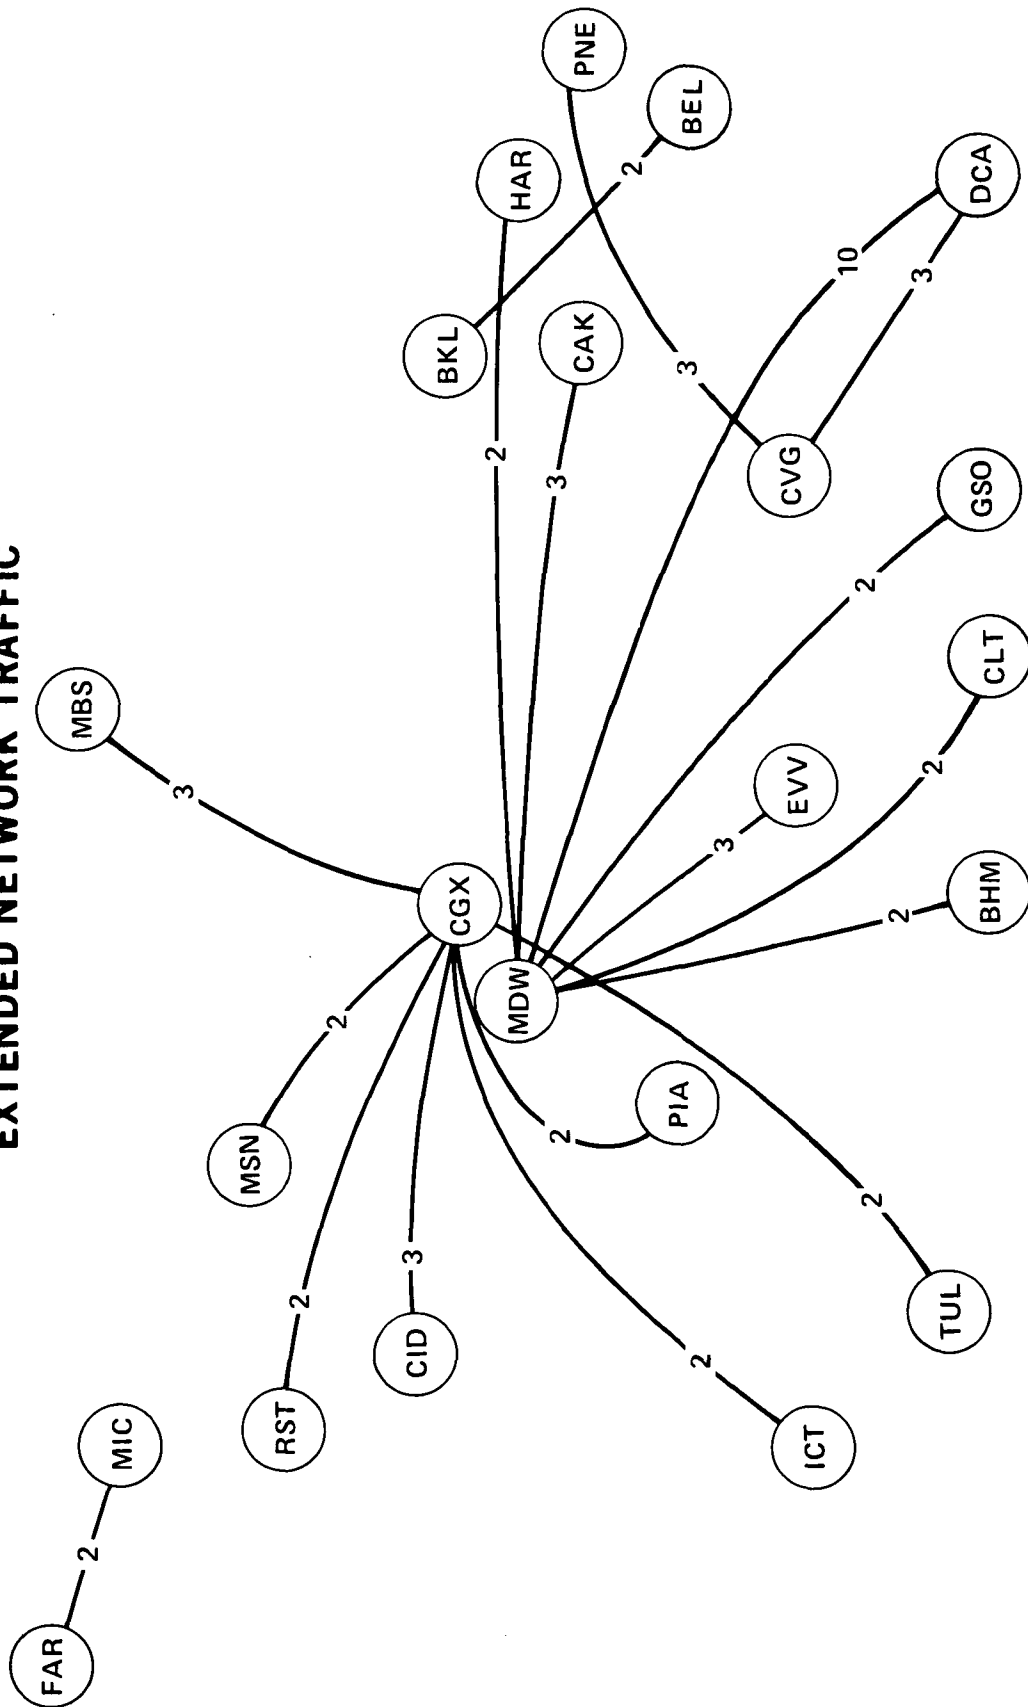 EXTENDED NETWORK TRAFFIC
FAR
2
MIC
MBS
3
MSN
2
RST
2
CID
3
CGX
BKL
HAR
2
PNE
2
BEL
MDW
3
CAK
PIA
2
3
CVG
10
3
DCA
ICT
2
3
EVV
2
GSO
TUL
2
2
BHM
2
CLT